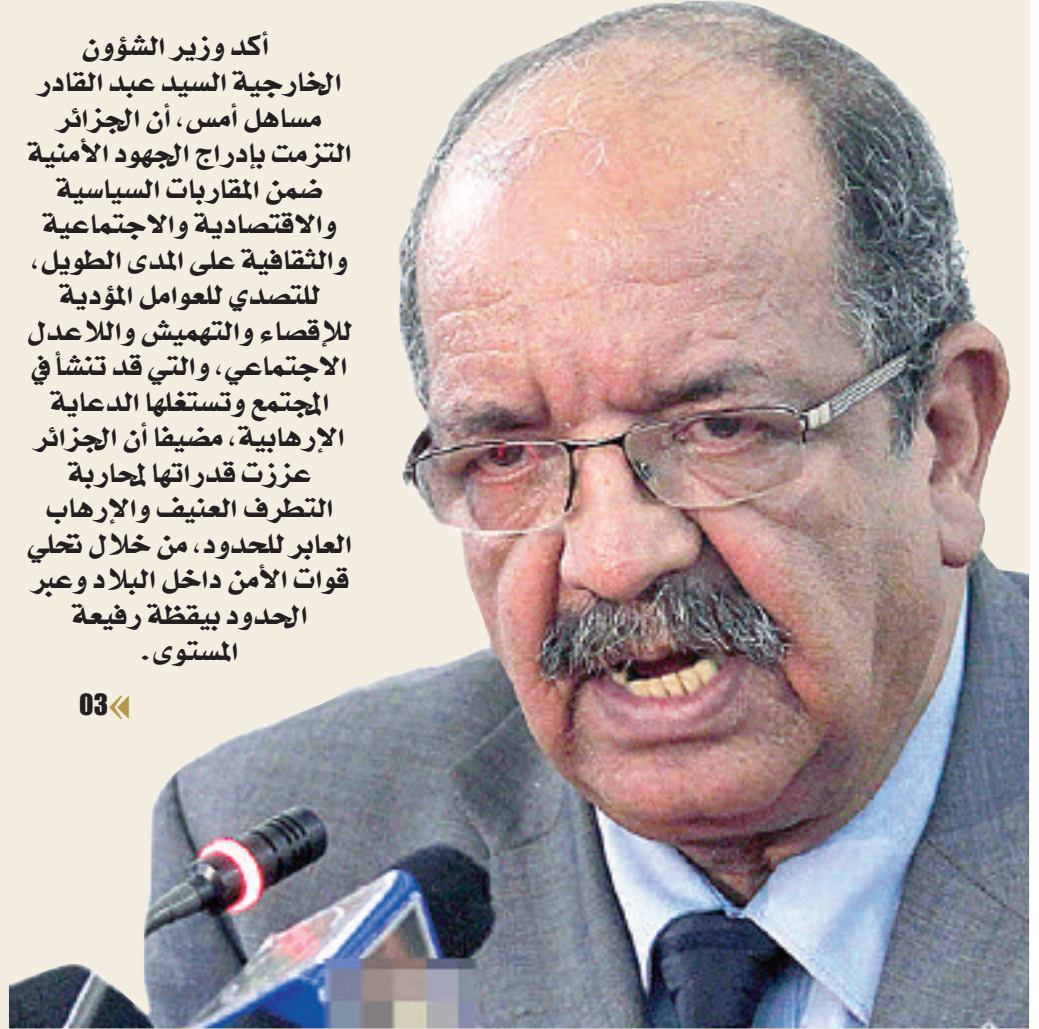 أكد وزير الشؤون
الخارجية السيد عبد القادر
مساهل أمس، أن الجزائر
التزمت بإدراج الجهود الأمنية
ضمن المقاربات السياسية
والاقتصادية والاجتماعية
والثقافية على المدى الطويل،
للتصدي للعوامل المؤدية
للإقصاء والتهميش واللاعدل
الاجتماعي، والتي قد تنشأ في
المجتمع وتستغلها الدعاية
الإرهابية، مضيفا أن الجزائر
عززت قدراتها لمحاربة
التطرف العنيف والإرهاب
العابر للحدود، من خلال تحلي
قوات الأمن داخل البلاد وعبر
الحدود بيقظة رفيعة
المستوى.
03